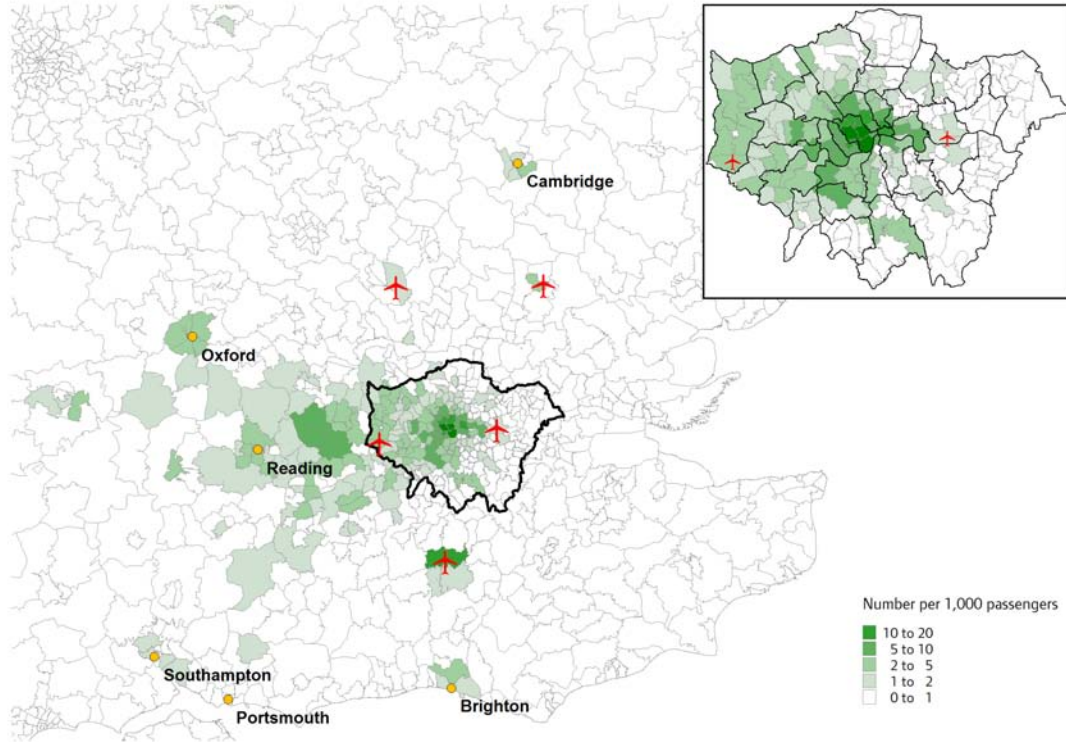 Cambridge
Oxford
Reading
Southampton
Portsmouth
Brighton
Number per 1,000 passengers
10 to 20
5 to 10
2 to 5
1 to 2
0 to 1